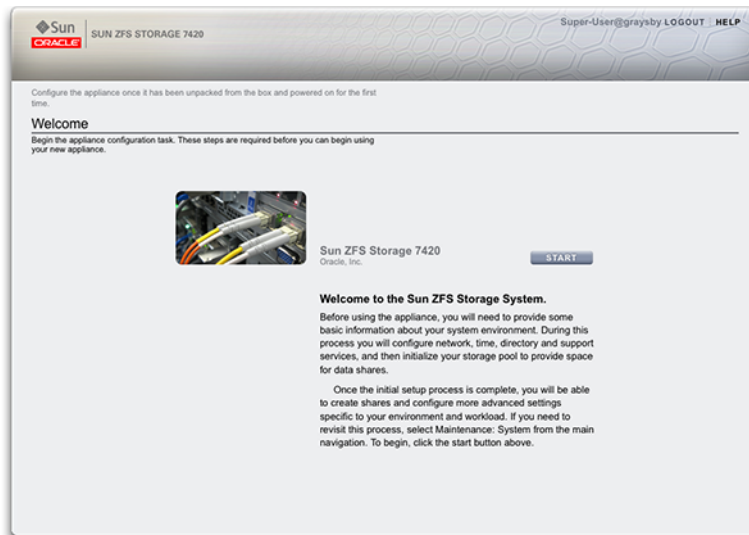 Sun
ORACLE
SUN ZFS STORAGE 7420
Super-User@graysby LOGOUT HELP
Configure the appliance once it has been unpacked from the box and powered on for the first
time.
Welcome
Begin the appliance configuration task. These steps are required before you can begin using
your new appliance.
Sun ZFS Storage 7420
Oracle, Inc.
START
Welcome to the Sun ZFS Storage System.
Before using the appliance, you will need to provide some
basic information about your system environment. During this
process you will configure network, time, directory and support
services, and then initialize your storage pool to provide space
for data shares.
Once the initial setup process is complete, you will be able
to create shares and configure more advanced settings
specific to your environment and workload. If you need to
revisit this process, select Maintenance: System from the main
navigation. To begin, click the start button above.